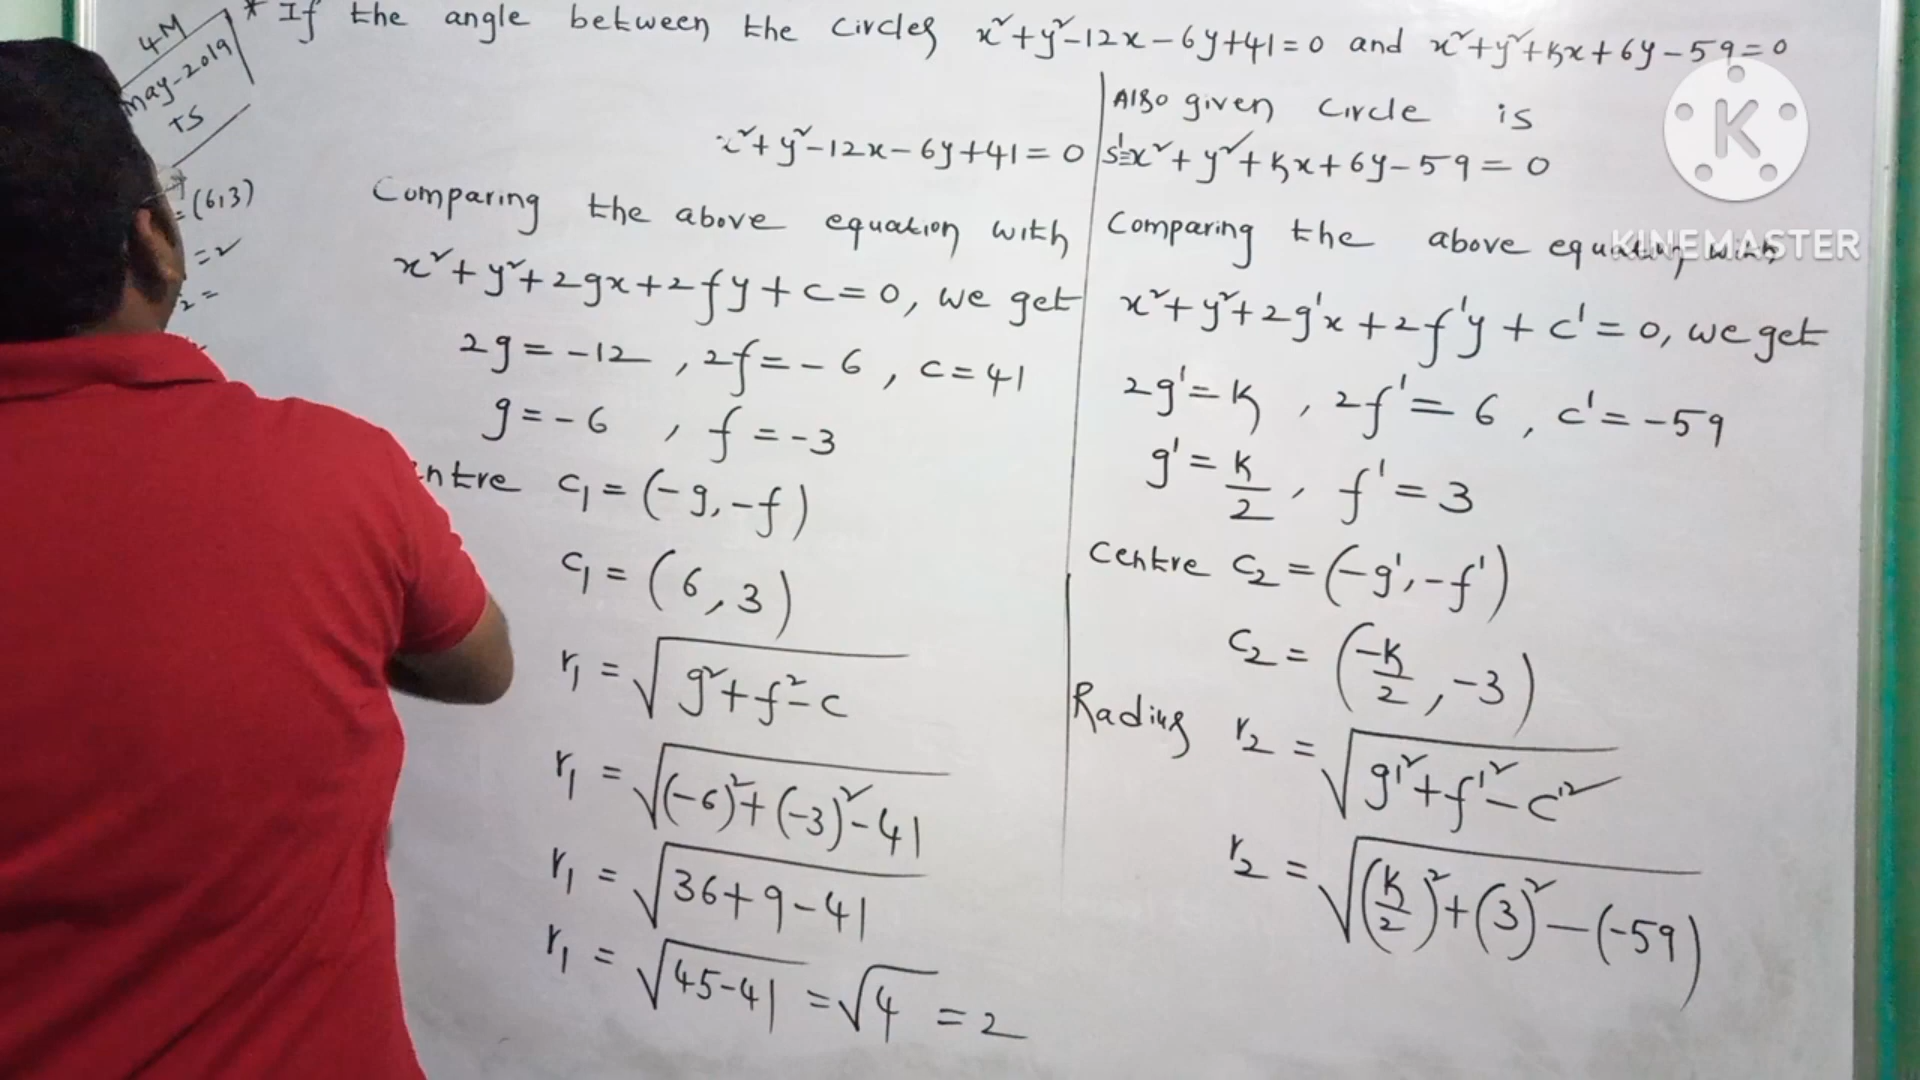 4M
May-2019
TS
* If the angle between the circles x²+y²-12x-6y+41=0 and x²+y²+kx+6y-59=0
x²+y²-12x-6y+41=0
Comparing the above equation with
x²+y²+2gx+2fy+c=0, we get
2g=-12, 2f=-6, c=41
g=-6, f=-3
ntre C₁=(-g,-f)
C₁=(6,3)
r₁=√(g²+f²-c)
r₁=√((-6)²+(-3)²-41)
r₁=√(36+9-41)
r₁=√(45-41)=√4=2
Also given circle is
S'≡x²+y²+kx+6y-59=0
Comparing the above equation with
x²+y²+2g'x+2f'y+c'=0, we get
2g'=k, 2f'=6, c'=-59
g'=k/2, f'=3
Centre C₂=(-g',-f')
C₂=(-k/2,-3)
Radius r₂=√(g'²+f'²-c'²)
r₂=√((k/2)²+(3)²-(-59))
=(6,3)
=2
2=
K
KINEMASTER